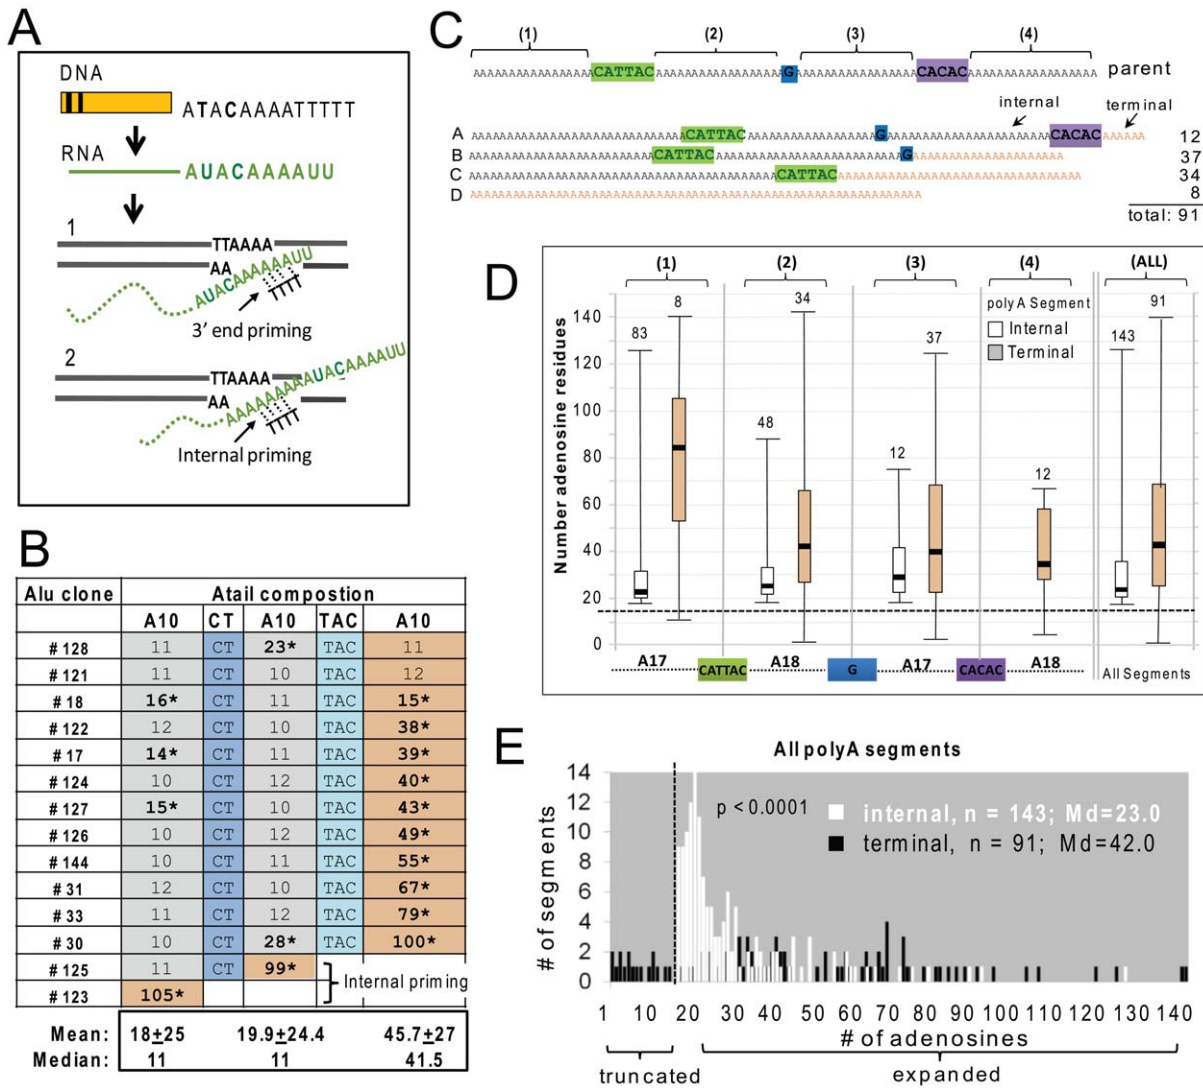 A
DNA
ATACAAAATTTTT
RNA
AUACAAAAUU
1
TTAAAA
AA
AUACAAAAAUU
TTTT
3' end priming
2
TTAAAA
AA
AAAAAAAAUACAAAAUU
TTTT
Internal priming
B
Alu clone Atail compostion
A10 CT A10 TAC A10
#128 11 CT 23* TAC 11
#121 11 CT 10 TAC 12
#18 16* CT 11 TAC 15*
#122 12 CT 10 TAC 38*
#17 14* CT 11 TAC 39*
#124 10 CT 12 TAC 40*
#127 15* CT 10 TAC 43*
#126 10 CT 12 TAC 49*
#144 10 CT 11 TAC 55*
#31 12 CT 10 TAC 67*
#33 11 CT 12 TAC 79*
#30 10 CT 28* TAC 100*
#125 11 CT 99*
Internal priming
#123 105*
Mean: 18±25 19.9±24.4 45.7±27
Median: 11 11 41.5
C
(1) (2) (3) (4)
CATTAC G CACAC parent
internal terminal
A CATTAC G CACAC 12
B CATTAC G 37
C CATTAC 34
D 8
total: 91
D
(1) (2) (3) (4) (ALL)
Number adenosine residues
140
120
100
80
60
40
20
0
83 8 48 34 12 37 12 143 91
polyA Segment
Internal
Terminal
A17 CATTAC A18 G A17 CACAC A18 All Segments
E
All polyA segments
# of segments
14
12
10
8
6
4
2
0
p <0.0001
internal, n = 143; Md=23.0
terminal, n = 91; Md=42.0
1 10 20 30 40 50 60 70 80 90 100 110 120 130 140
# of adenosines
truncated expanded